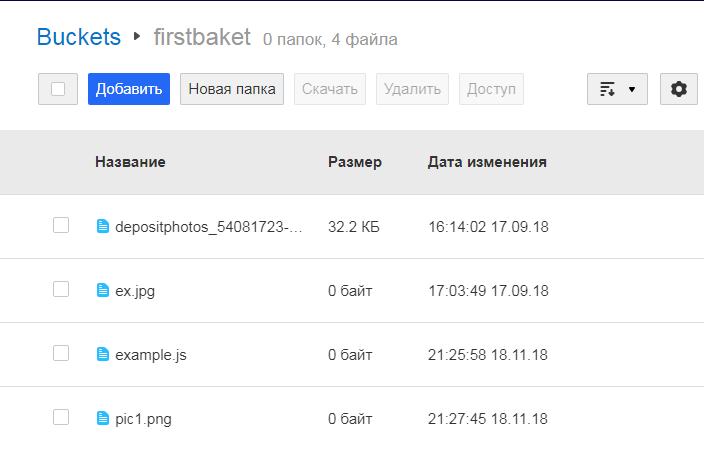 Buckets firstbaket 0 папок, 4 файла
Добавить Новая папка Скачать Удалить Доступ
Название Размер Дата изменения
depositphotos_54081723-... 32.2 КБ 16:14:02 17.09.18
ex.jpg 0 байт 17:03:49 17.09.18
example.js 0 байт 21:25:58 18.11.18
pic1.png 0 байт 21:27:45 18.11.18